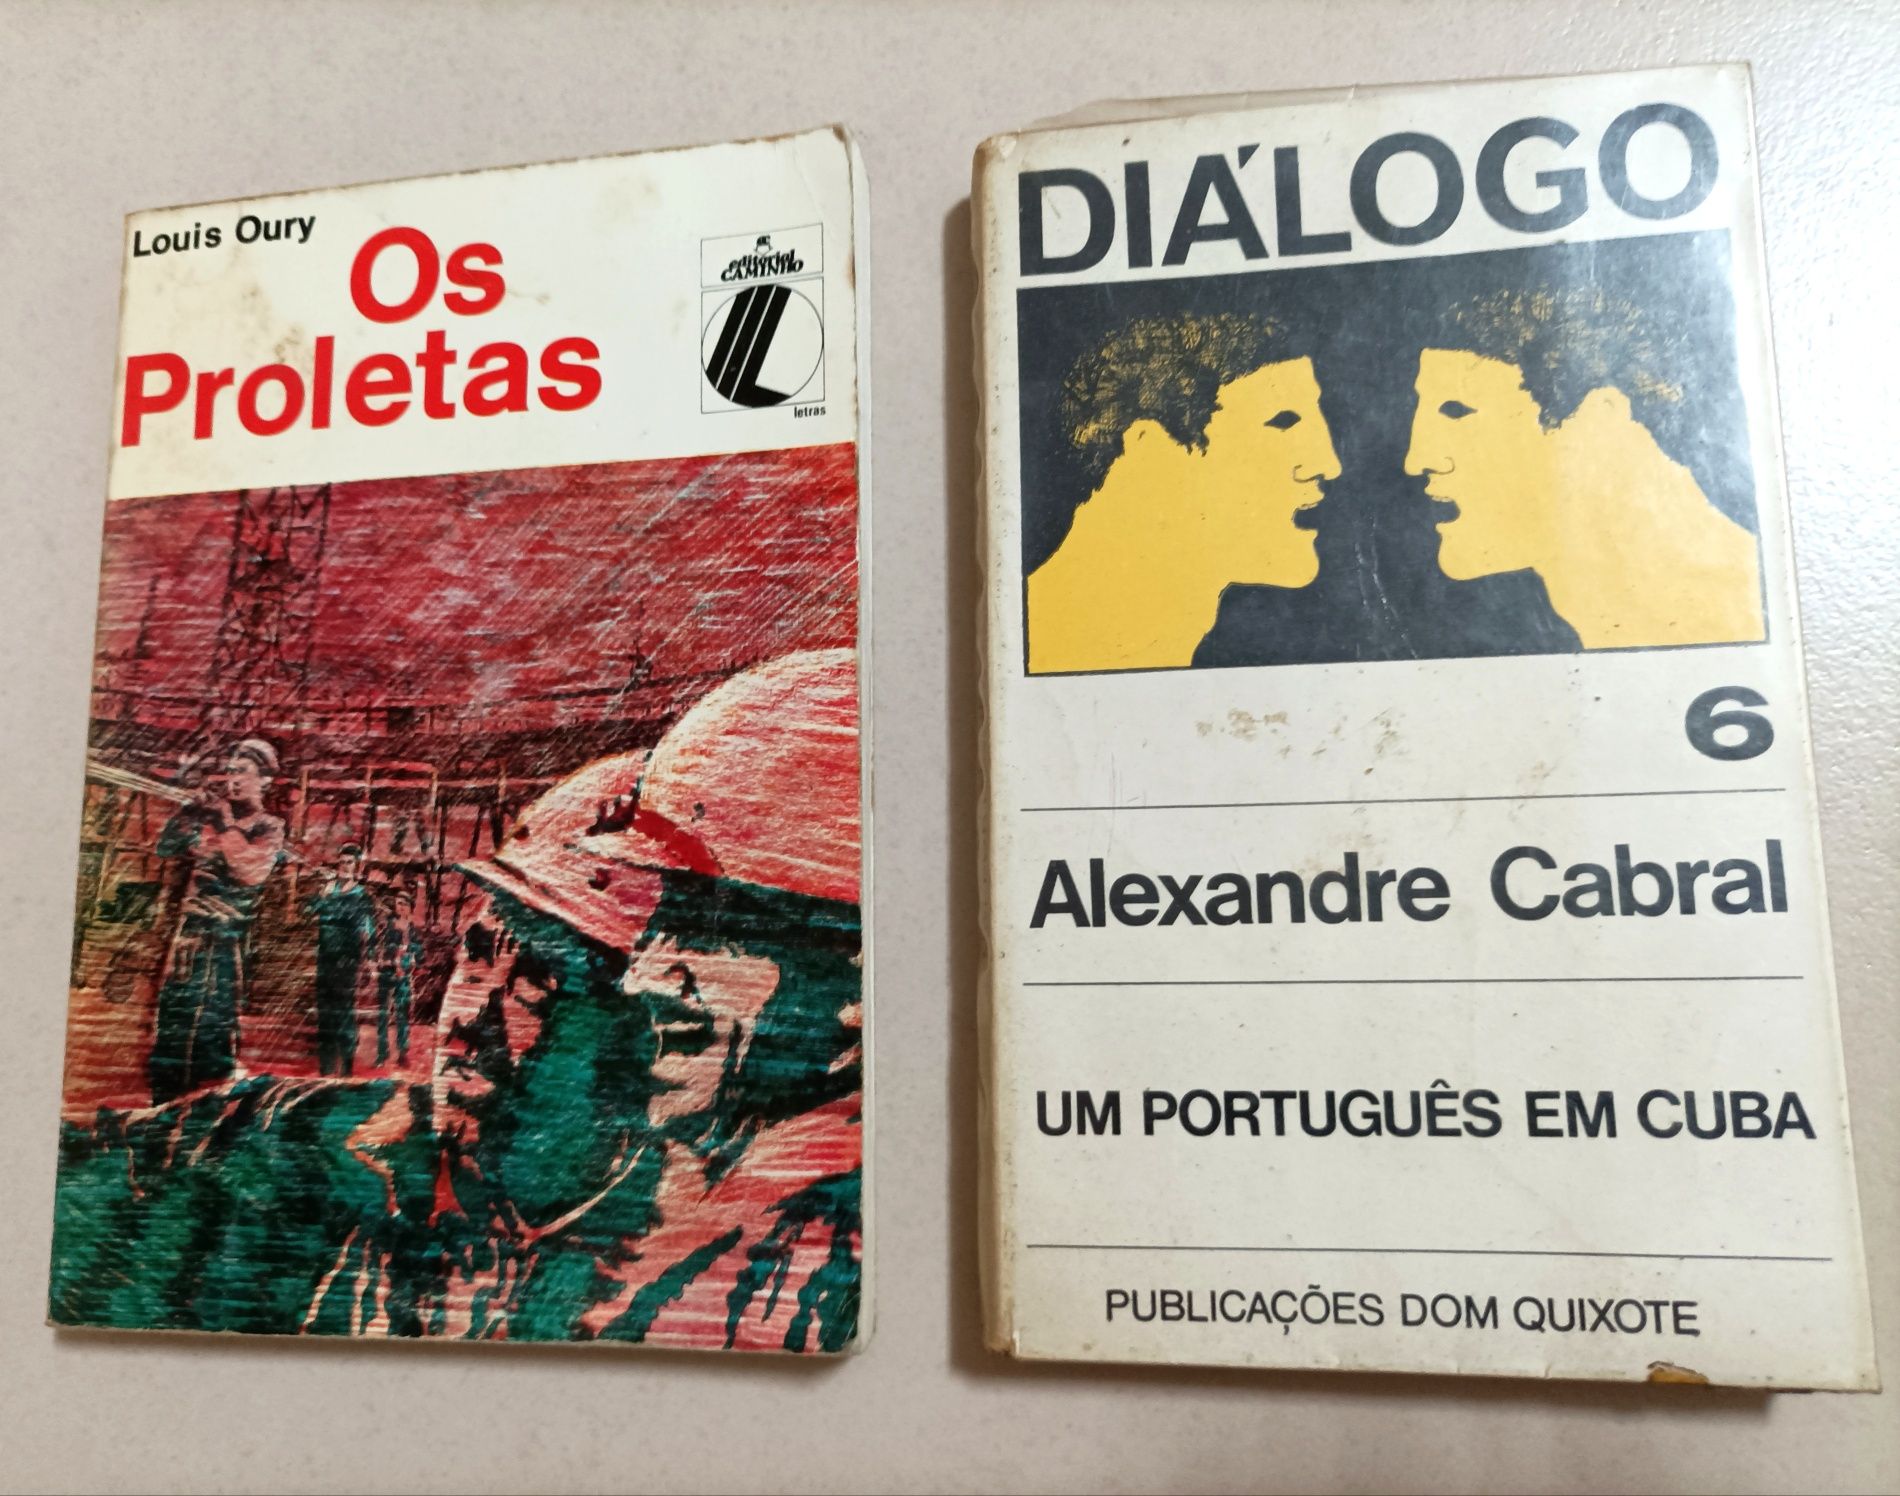 Louis Oury
Os
Proletas
editorial
CAMINHO
letras
DIÁLOGO
6
Alexandre Cabral
UM PORTUGUÊS EM CUBA
PUBLICAÇÕES DOM QUIXOTE